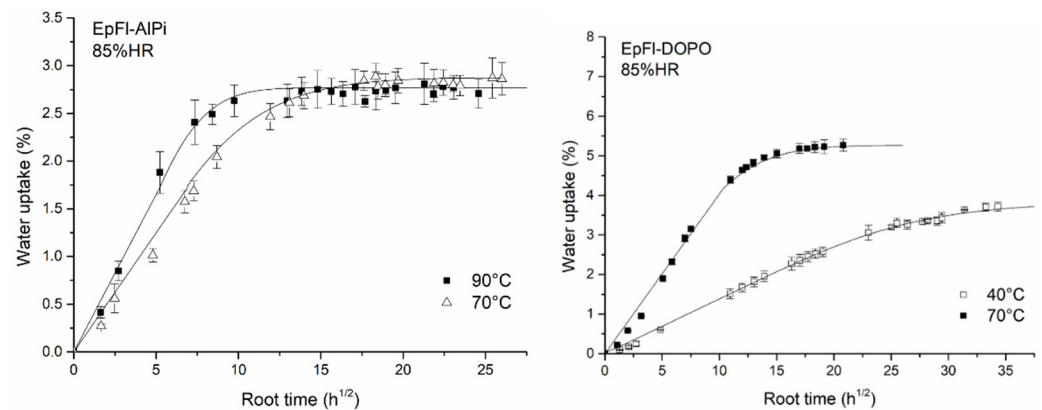 EpFl-AlPi
85%HR
3.5
3.0
2.5
2.0
1.5
1.0
0.5
0.0
Water uptake (%)
90°C
70°C
0 5 10 15 20 25
Root time (h1/2)
EpFl-DOPO
85%HR
8
7
6
5
4
3
2
1
0
Water uptake (%)
40°C
70°C
0 5 10 15 20 25 30 35
Root time (h1/2)